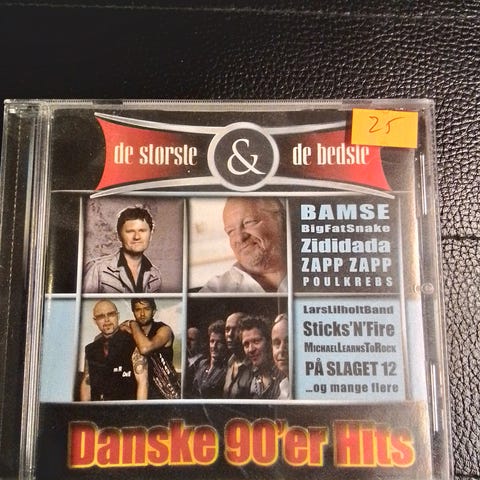 25
de største & de bedste
BAMSE
BigFatSnake
Zididada
ZAPP ZAPP
POULKREBS
LarsLilholtBand
Sticks'N'Fire
MichaelLearnsToRock
PÅ SLAGET 12
...og mange flere
Danske 90'er Hits